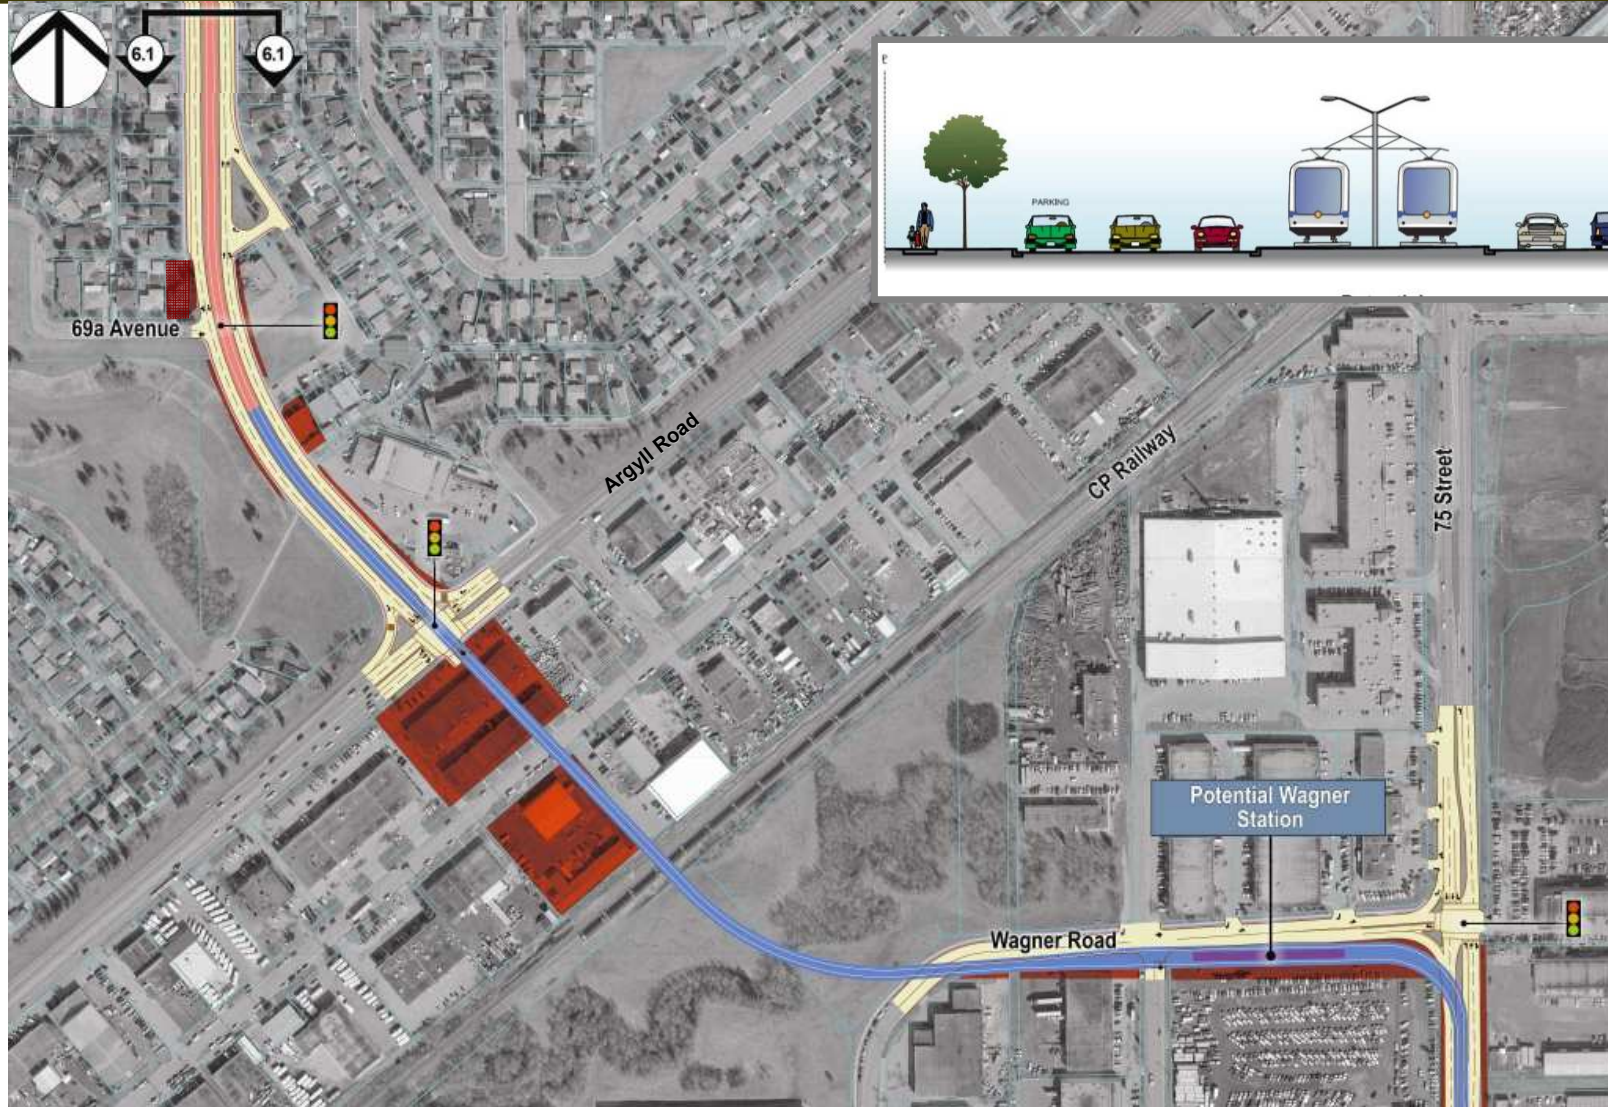 6.1
6.1
PARKING
69a Avenue
Argyll Road
CP Railway
75 Street
Potential Wagner
Station
Wagner Road